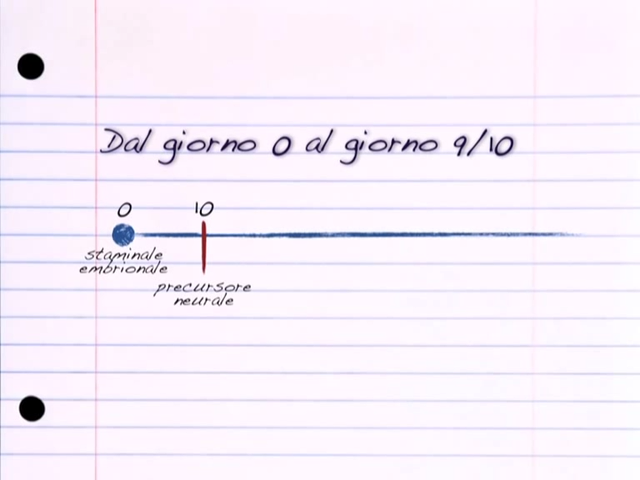 Dal giorno 0 al giorno 9/10
0
10
staminale
embrionale
precursore
neurale